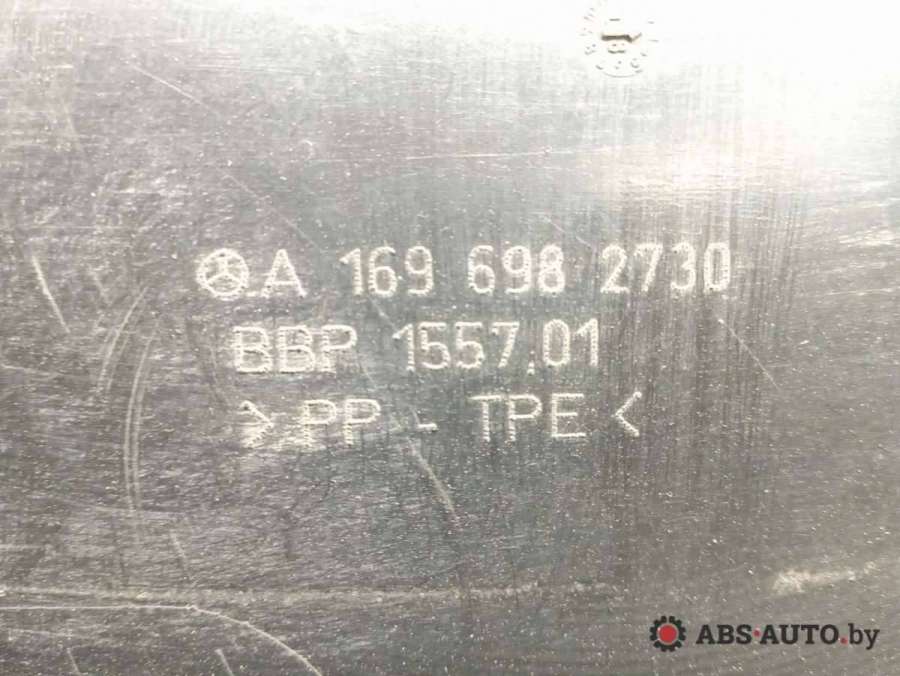 A 169 698 2730
BBP 1557.01
> PP - TPE <
ABS-AUTO.by